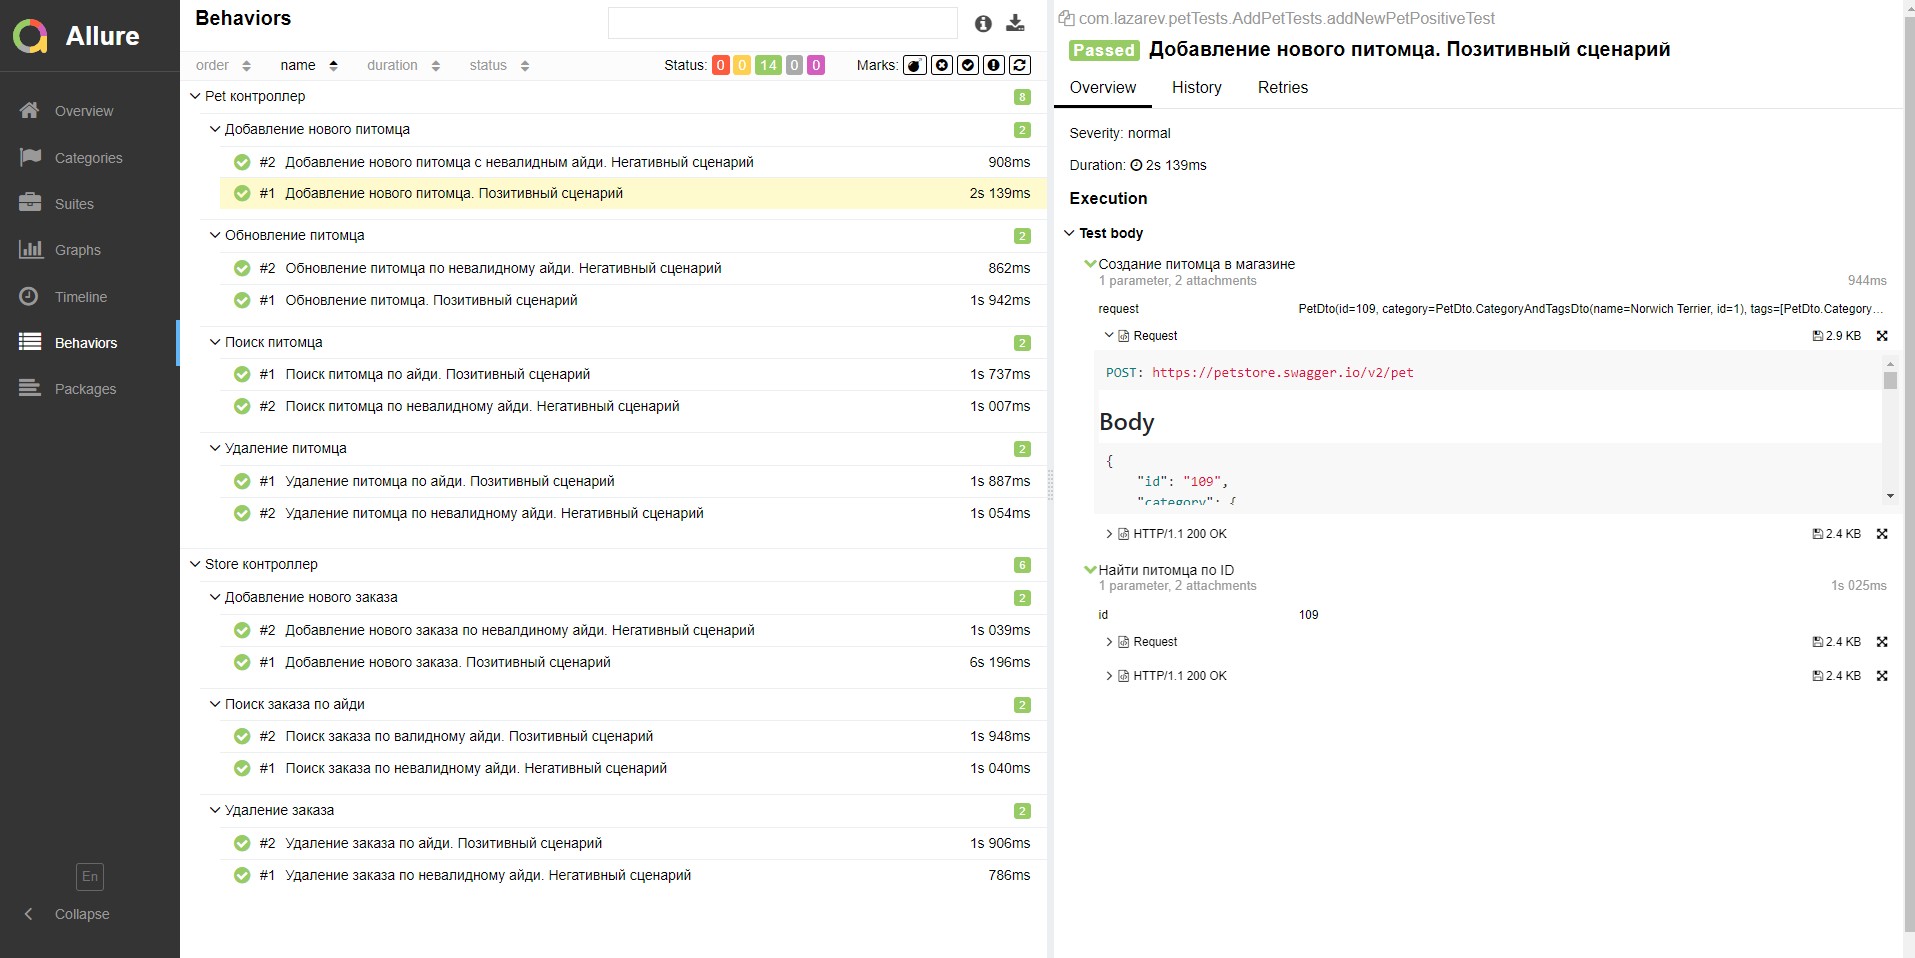 Allure
Overview
Categories
Suites
Graphs
Timeline
Behaviors
Packages
En
Collapse
Behaviors
order name duration status Status: 0 0 14 0 0 Marks:
Pet контроллер 8
Добавление нового питомца 2
#2 Добавление нового питомца с невалидным айди. Негативный сценарий 908ms
#1 Добавление нового питомца. Позитивный сценарий 2s 139ms
Обновление питомца 2
#2 Обновление питомца по невалидному айди. Негативный сценарий 862ms
#1 Обновление питомца. Позитивный сценарий 1s 942ms
Поиск питомца 2
#1 Поиск питомца по айди. Позитивный сценарий 1s 737ms
#2 Поиск питомца по невалидному айди. Негативный сценарий 1s 007ms
Удаление питомца 2
#1 Удаление питомца по айди. Позитивный сценарий 1s 887ms
#2 Удаление питомца по невалидному айди. Негативный сценарий 1s 054ms
Store контроллер 6
Добавление нового заказа 2
#2 Добавление нового заказа по невалдиному айди. Негативный сценарий 1s 039ms
#1 Добавление нового заказа. Позитивный сценарий 6s 196ms
Поиск заказа по айди 2
#2 Поиск заказа по валидному айди. Позитивный сценарий 1s 948ms
#1 Поиск заказа по невалидному айди. Негативный сценарий 1s 040ms
Удаление заказа 2
#2 Удаление заказа по айди. Позитивный сценарий 1s 906ms
#1 Удаление заказа по невалидному айди. Негативный сценарий 786ms
com.lazarev.petTests.AddPetTests.addNewPetPositiveTest
Passed Добавление нового питомца. Позитивный сценарий
Overview History Retries
Severity: normal
Duration: 2s 139ms
Execution
Test body
Создание питомца в магазине
1 parameter, 2 attachments 944ms
request PetDto(id=109, category=PetDto.CategoryAndTagsDto(name=Norwich Terrier, id=1), tags=[PetDto.Category...
Request 2.9 KB
POST: https://petstore.swagger.io/v2/pet
Body
{
"id": "109",
"category": {
HTTP/1.1 200 OK 2.4 KB
Найти питомца по ID
1 parameter, 2 attachments 1s 025ms
id 109
Request 2.4 KB
HTTP/1.1 200 OK 2.4 KB